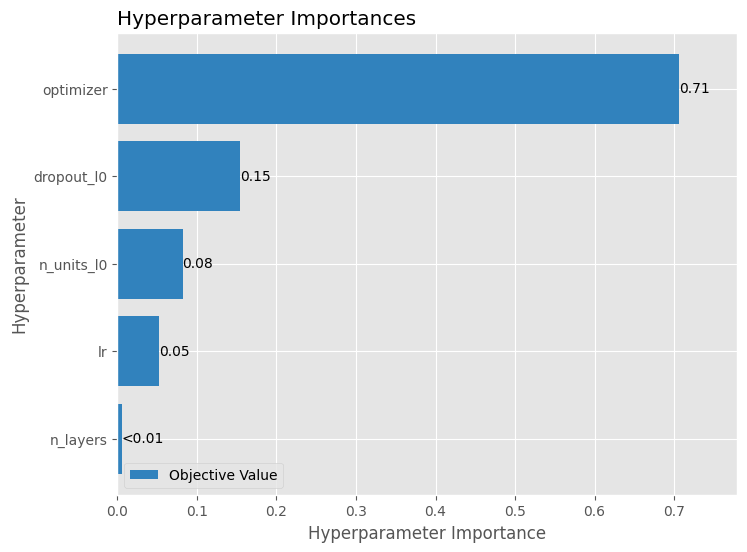 Hyperparameter Importances
optimizer
0.71
dropout_l0
0.15
n_units_l0
0.08
lr
0.05
n_layers
<0.01
Objective Value
0.0 0.1 0.2 0.3 0.4 0.5 0.6 0.7
Hyperparameter Importance
Hyperparameter